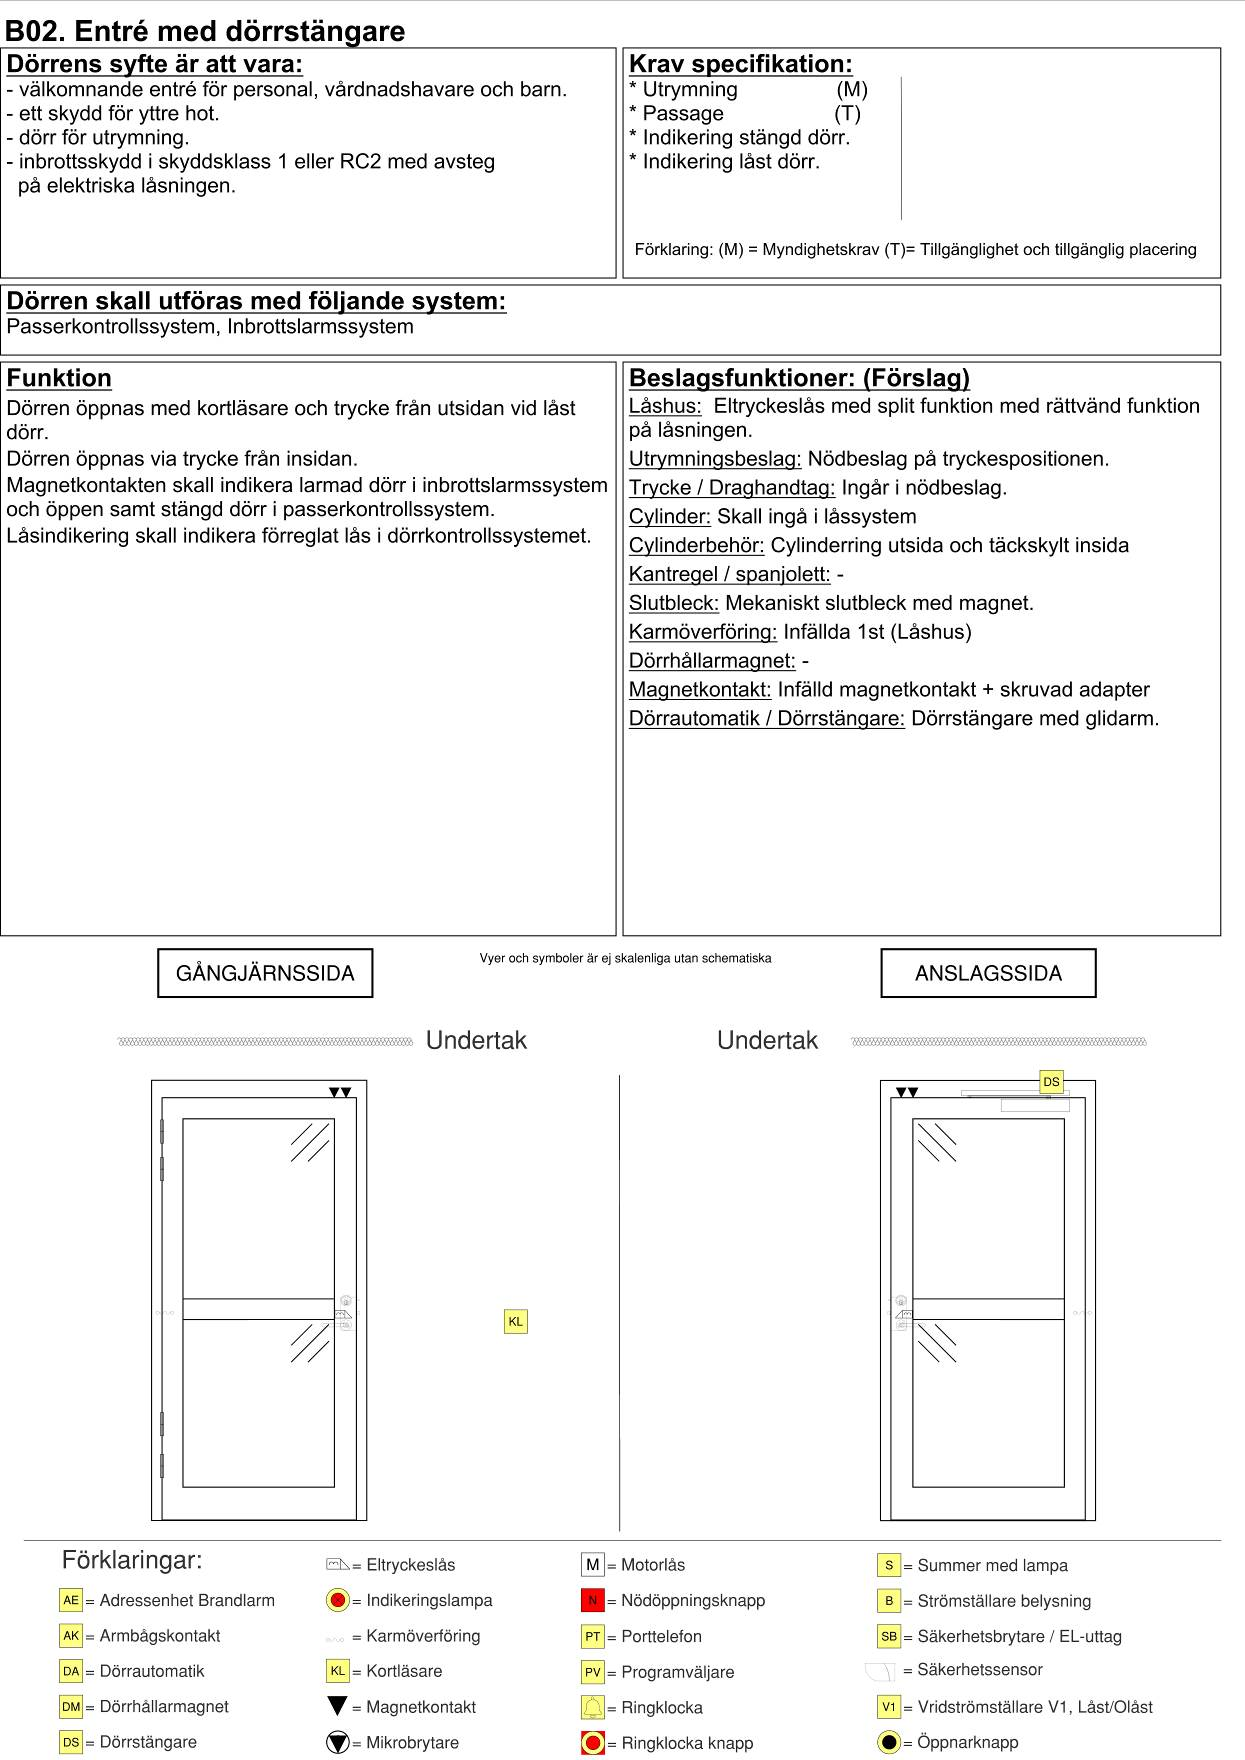 B02. Entré med dörrstängare
Dörrens syfte är att vara:
- välkomnande entré för personal, vårdnadshavare och barn.
- ett skydd för yttre hot.
- dörr för utrymning.
- inbrottsskydd i skyddsklass 1 eller RC2 med avsteg
på elektriska låsningen.
Krav specifikation:
* Utrymning (M)
* Passage (T)
* Indikering stängd dörr.
* Indikering låst dörr.
Förklaring: (M) = Myndighetskrav (T)= Tillgänglighet och tillgänglig placering
Dörren skall utföras med följande system:
Passerkontrollssystem, Inbrottslarmssystem
Funktion
Dörren öppnas med kortläsare och trycke från utsidan vid låst
dörr.
Dörren öppnas via trycke från insidan.
Magnetkontakten skall indikera larmad dörr i inbrottslarmssystem
och öppen samt stängd dörr i passerkontrollssystem.
Låsindikering skall indikera förreglat lås i dörrkontrollssystemet.
Beslagsfunktioner: (Förslag)
Låshus: Eltryckeslås med split funktion med rättvänd funktion
på låsningen.
Utrymningsbeslag: Nödbeslag på tryckespositionen.
Trycke / Draghandtag: Ingår i nödbeslag.
Cylinder: Skall ingå i låssystem
Cylinderbehör: Cylinderring utsida och täckskylt insida
Kantregel / spanjolett: -
Slutbleck: Mekaniskt slutbleck med magnet.
Karmöverföring: Infällda 1st (Låshus)
Dörrhållarmagnet: -
Magnetkontakt: Infälld magnetkontakt + skruvad adapter
Dörrautomatik / Dörrstängare: Dörrstängare med glidarm.
GÅNGJÄRNSSIDA
Vyer och symboler är ej skalenliga utan schematiska
ANSLAGSSIDA
Undertak
Undertak
DS
KL
Förklaringar:
AE = Adressenhet Brandlarm
AK = Armbågskontakt
DA = Dörrautomatik
DM = Dörrhållarmagnet
DS = Dörrstängare
= Eltryckeslås
= Indikeringslampa
= Karmöverföring
KL = Kortläsare
= Magnetkontakt
= Mikrobrytare
M = Motorlås
N = Nödöppningsknapp
PT = Porttelefon
PV = Programväljare
= Ringklocka
= Ringklocka knapp
S = Summer med lampa
B = Strömställare belysning
SB = Säkerhetsbrytare / EL-uttag
= Säkerhetssensor
V1 = Vridströmställare V1, Låst/Olåst
= Öppnarknapp